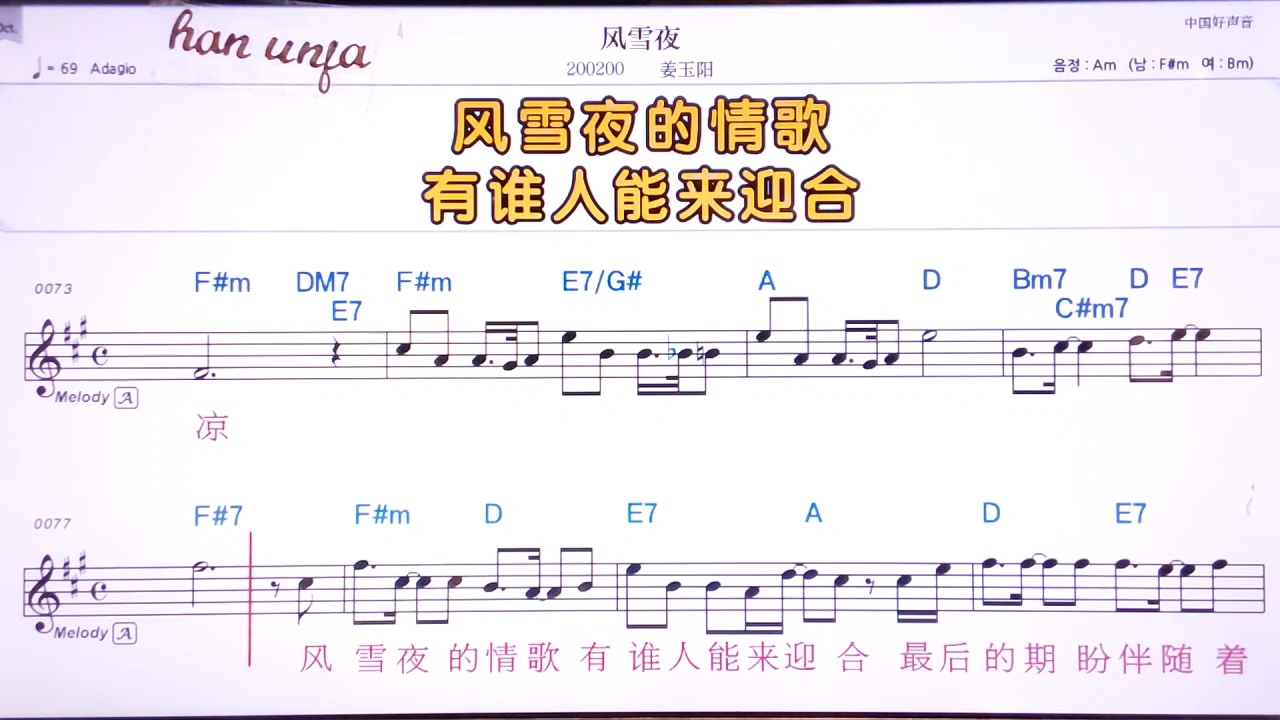 Oct.
han unfa
风雪夜
中国好声音
♩= 69 Adagio
200200 姜玉阳
음정 : Am (남 : F#m 여 : Bm)
风雪夜的情歌
有谁人能来迎合
0073
F#m DM7 F#m E7/G# A D Bm7 D E7
E7 C#m7
Melody A
凉
0077
F#7 F#m D E7 A D E7
Melody A
风 雪夜 的情歌 有 谁人能来迎 合 最后 的期 盼伴随 着